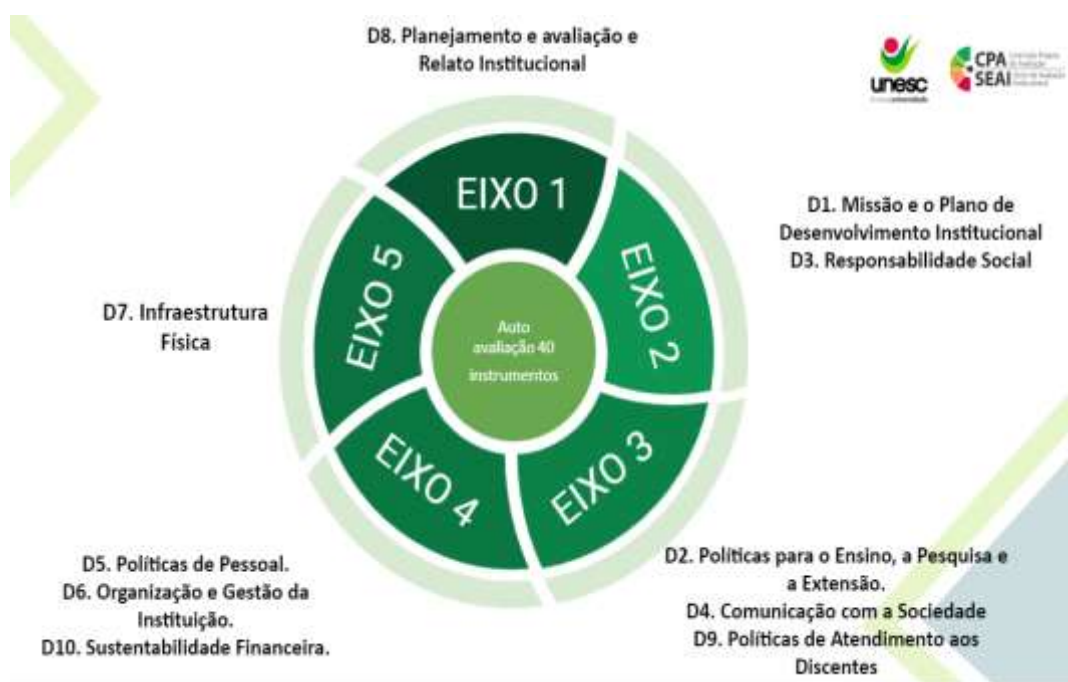 D8. Planejamento e avaliação e
Relato Institucional
unesc
CPA
SEAI
EIXO 1
D1. Missão e o Plano de
Desenvolvimento Institucional
D3. Responsabilidade Social
EIXO 2
EIXO 5
D7. Infraestrutura
Física
Auto
avaliação 40
instrumentos
EIXO 4
EIXO 3
D5. Políticas de Pessoal.
D6. Organização e Gestão da
Instituição.
D10. Sustentabilidade Financeira.
D2. Políticas para o Ensino, a Pesquisa e
a Extensão.
D4. Comunicação com a Sociedade
D9. Políticas de Atendimento aos
Discentes